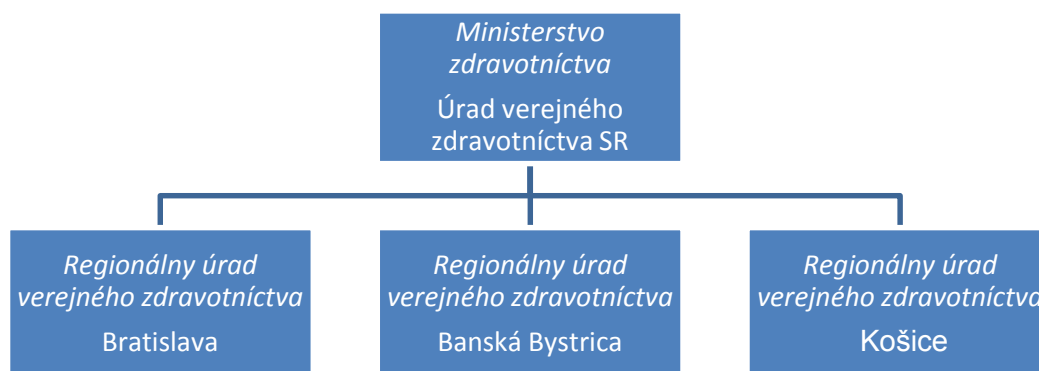 Ministerstvo
zdravotníctva
Úrad verejného
zdravotníctva SR
Regionálny úrad
verejného zdravotníctva
Bratislava
Regionálny úrad
verejného zdravotníctva
Banská Bystrica
Regionálny úrad
verejného zdravotníctva
Košice